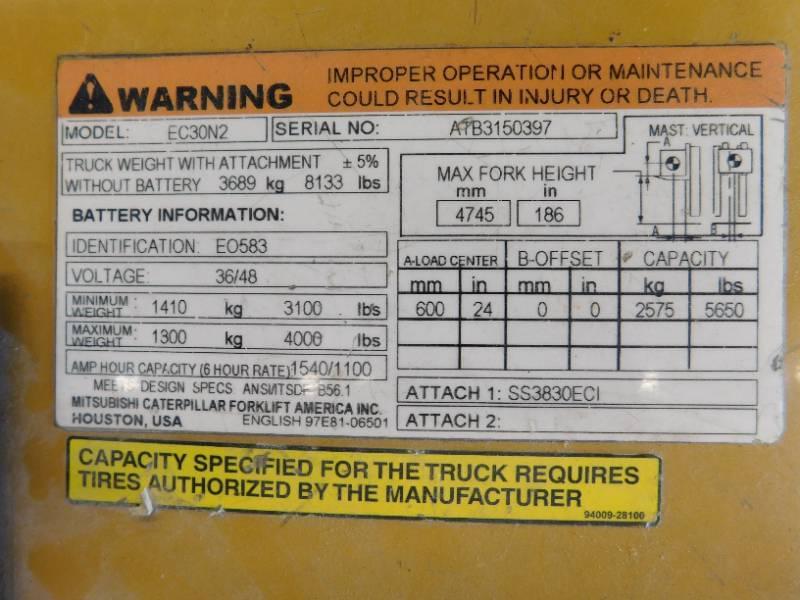 WARNING
IMPROPER OPERATION OR MAINTENANCE
COULD RESULT IN INJURY OR DEATH.
MODEL: EC30N2
SERIAL NO: ATB3150397
TRUCK WEIGHT WITH ATTACHMENT ± 5%
WITHOUT BATTERY 3689 kg 8133 lbs
BATTERY INFORMATION:
IDENTIFICATION: EO583
VOLTAGE: 36/48
MINIMUM WEIGHT: 1410 kg 3100 lbs
MAXIMUM WEIGHT: 1300 kg 4000 lbs
AMP HOUR CAPACITY (6 HOUR RATE) 1540/1100
MEETS DESIGN SPECS ANSI/ITSDF B56.1
MITSUBISHI CATERPILLAR FORKLIFT AMERICA INC.
HOUSTON, USA
ENGLISH 97E81-06501
MAX FORK HEIGHT
mm in
4745 186
MAST: VERTICAL
A
A B
A-LOAD CENTER B-OFFSET CAPACITY
mm in mm in kg lbs
600 24 0 0 2575 5650
ATTACH 1: SS3830ECI
ATTACH 2:
CAPACITY SPECIFIED FOR THE TRUCK REQUIRES
TIRES AUTHORIZED BY THE MANUFACTURER
94009-28100